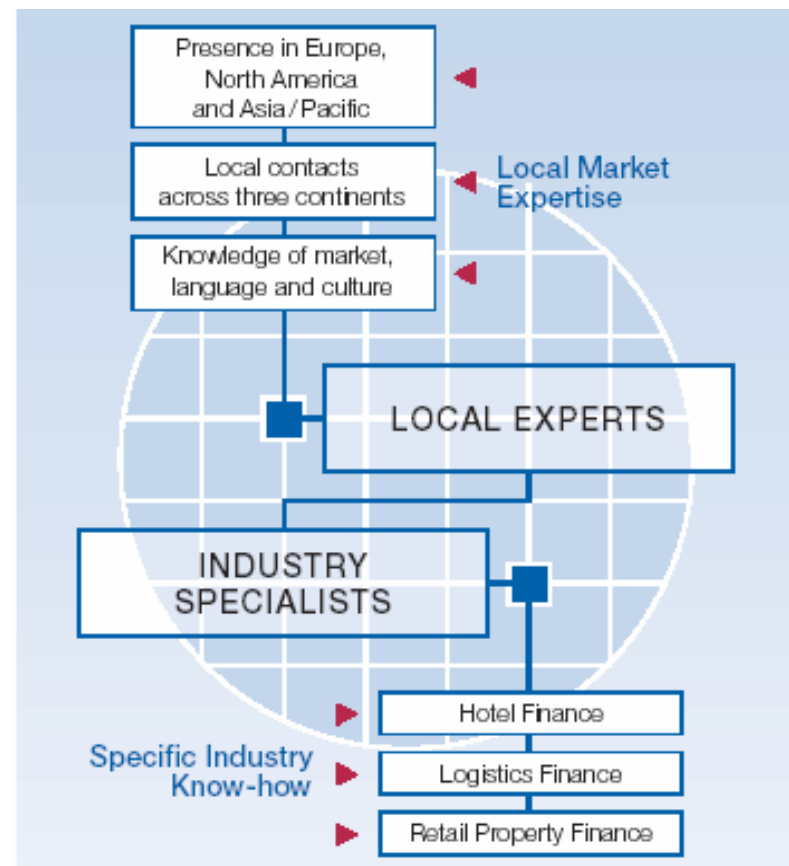 Presence in Europe,
North America
and Asia/Pacific
Local contacts
across three continents
Local Market
Expertise
Knowledge of market,
language and culture
LOCAL EXPERTS
INDUSTRY
SPECIALISTS
Hotel Finance
Specific Industry
Know-how
Logistics Finance
Retail Property Finance